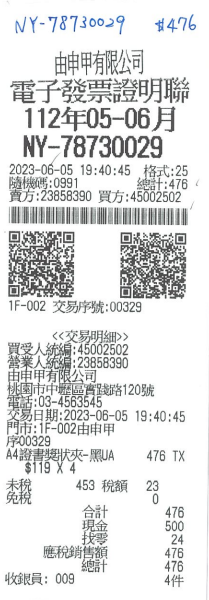 NY-78730029 $476
由申甲有限公司
電子發票證明聯
112年05-06月
NY-78730029
2023-06-05 19:40:45 格式:25
隨機碼:0991 總計:476
賣方:23858390 買方:45002502
1F-002 交易序號:00329
<<交易明細>>
買受人統編:45002502
營業人統編:23858390
由申甲有限公司
桃園市中壢區實踐路120號
電話:03-4563545
交易日期:2023-06-05 19:40:45
門市:1F-002由申甲
序00329
A4證書獎狀夾-黑UA 476 TX
$119 X 4
未稅 453 稅額 23
免稅 0
合計 476
現金 500
找零 24
應稅銷售額 476
總計 476
收銀員: 009 4件